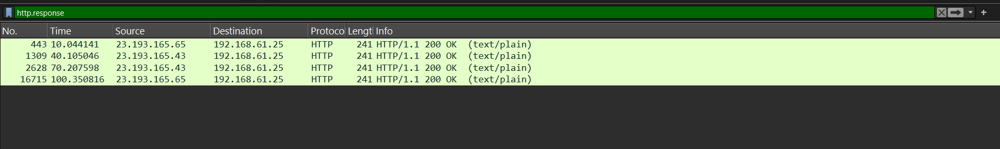 http.response
No. Time Source Destination Protocol Lengt Info
443 10.044141 23.193.165.65 192.168.61.25 HTTP 241 HTTP/1.1 200 OK (text/plain)
1309 40.105046 23.193.165.43 192.168.61.25 HTTP 241 HTTP/1.1 200 OK (text/plain)
2628 70.207598 23.193.165.43 192.168.61.25 HTTP 241 HTTP/1.1 200 OK (text/plain)
16715 100.350816 23.193.165.65 192.168.61.25 HTTP 241 HTTP/1.1 200 OK (text/plain)